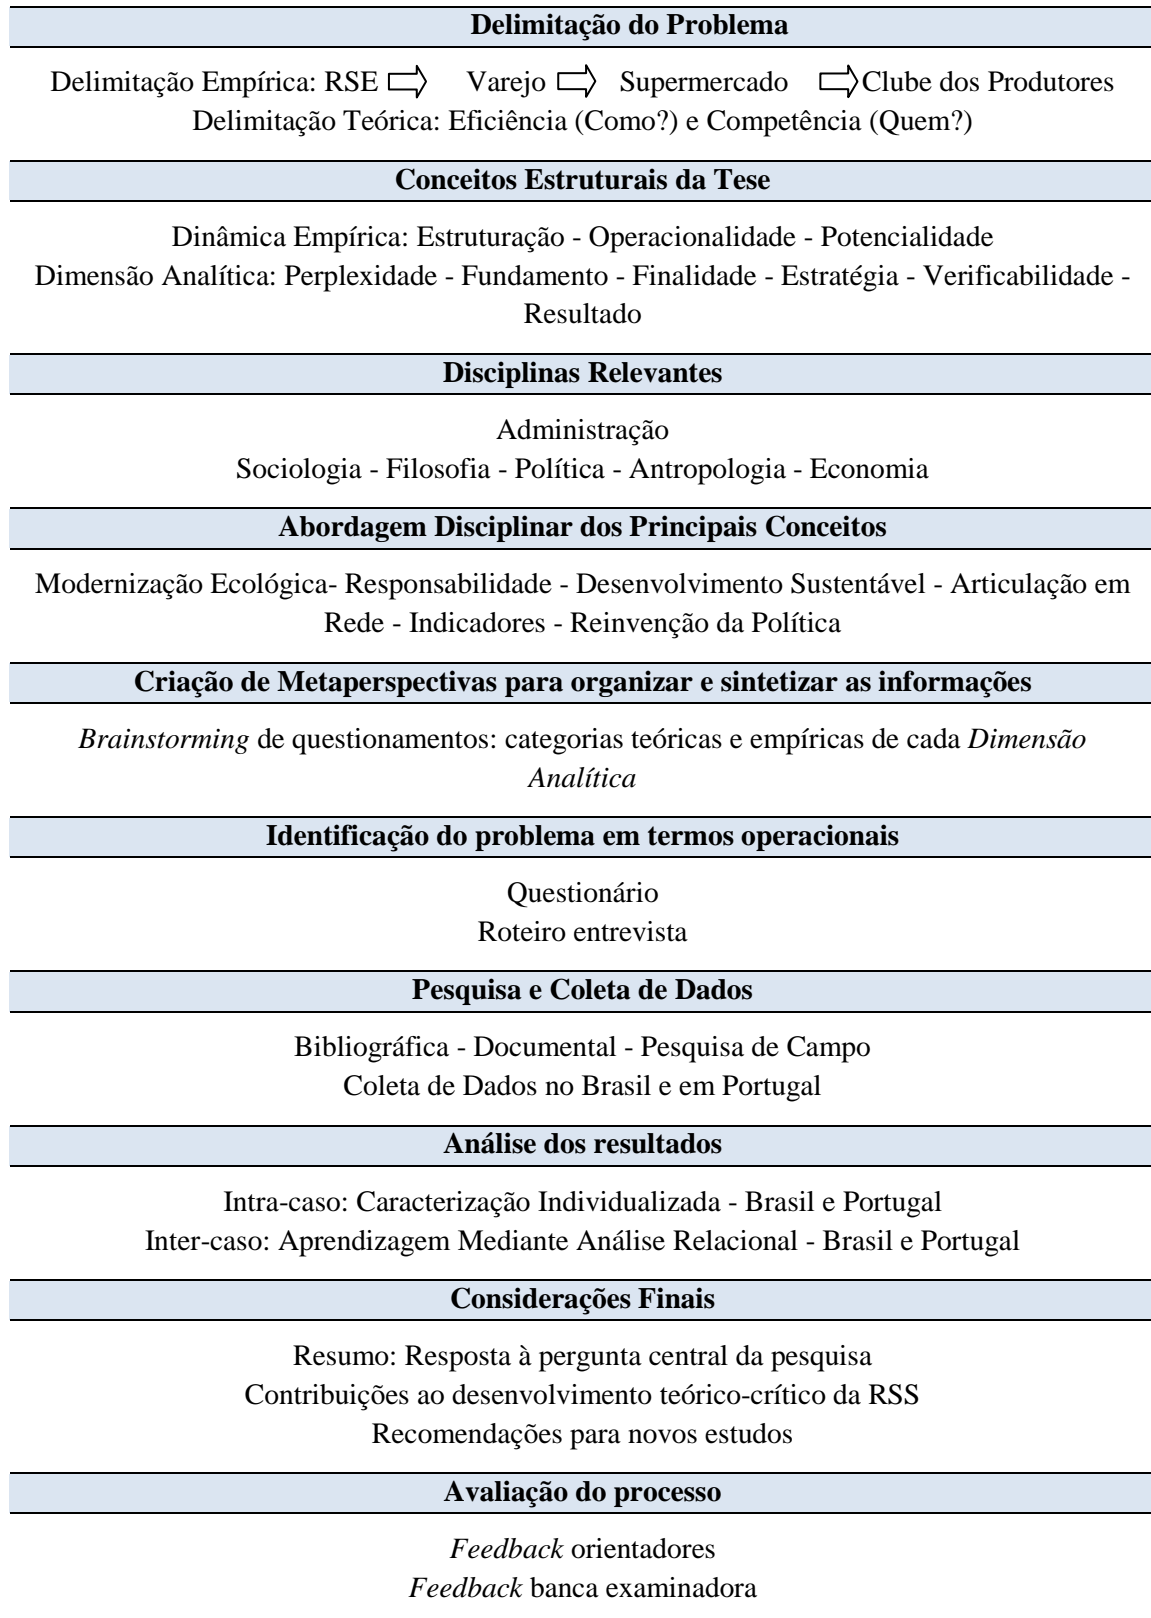 Delimitação do Problema
Delimitação Empírica: RSE Varejo Supermercado Clube dos Produtores
Delimitação Teórica: Eficiência (Como?) e Competência (Quem?)
Conceitos Estruturais da Tese
Dinâmica Empírica: Estruturação - Operacionalidade - Potencialidade
Dimensão Analítica: Perplexidade - Fundamento - Finalidade - Estratégia - Verificabilidade -
Resultado
Disciplinas Relevantes
Administração
Sociologia - Filosofia - Política - Antropologia - Economia
Abordagem Disciplinar dos Principais Conceitos
Modernização Ecológica- Responsabilidade - Desenvolvimento Sustentável - Articulação em
Rede - Indicadores - Reinvenção da Política
Criação de Metaperspectivas para organizar e sintetizar as informações
Brainstorming de questionamentos: categorias teóricas e empíricas de cada Dimensão
Analítica
Identificação do problema em termos operacionais
Questionário
Roteiro entrevista
Pesquisa e Coleta de Dados
Bibliográfica - Documental - Pesquisa de Campo
Coleta de Dados no Brasil e em Portugal
Análise dos resultados
Intra-caso: Caracterização Individualizada - Brasil e Portugal
Inter-caso: Aprendizagem Mediante Análise Relacional - Brasil e Portugal
Considerações Finais
Resumo: Resposta à pergunta central da pesquisa
Contribuições ao desenvolvimento teórico-crítico da RSS
Recomendações para novos estudos
Avaliação do processo
Feedback orientadores
Feedback banca examinadora